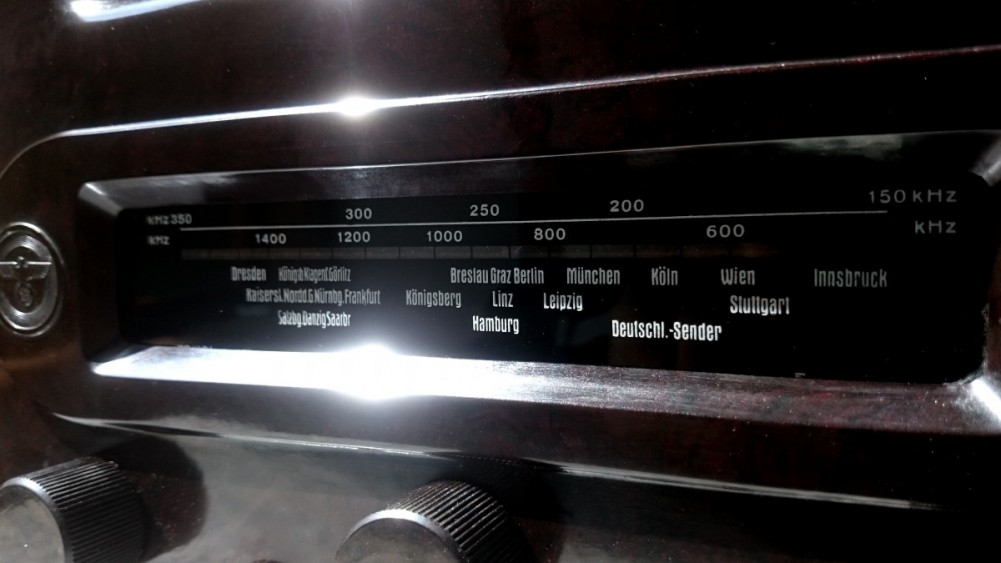 kHz 350 300 250 200 150 kHz
kHz 1400 1200 1000 800 600 kHz
Dresden Königsb. Klagenf. Görlitz Breslau Graz Berlin München Köln Wien Innsbruck
Kaisersl. Nordd. G. Nürnbg. Frankfurt Königsberg Linz Leipzig Stuttgart
Salzbg. Danzig Saarbr Hamburg Deutschl.-Sender